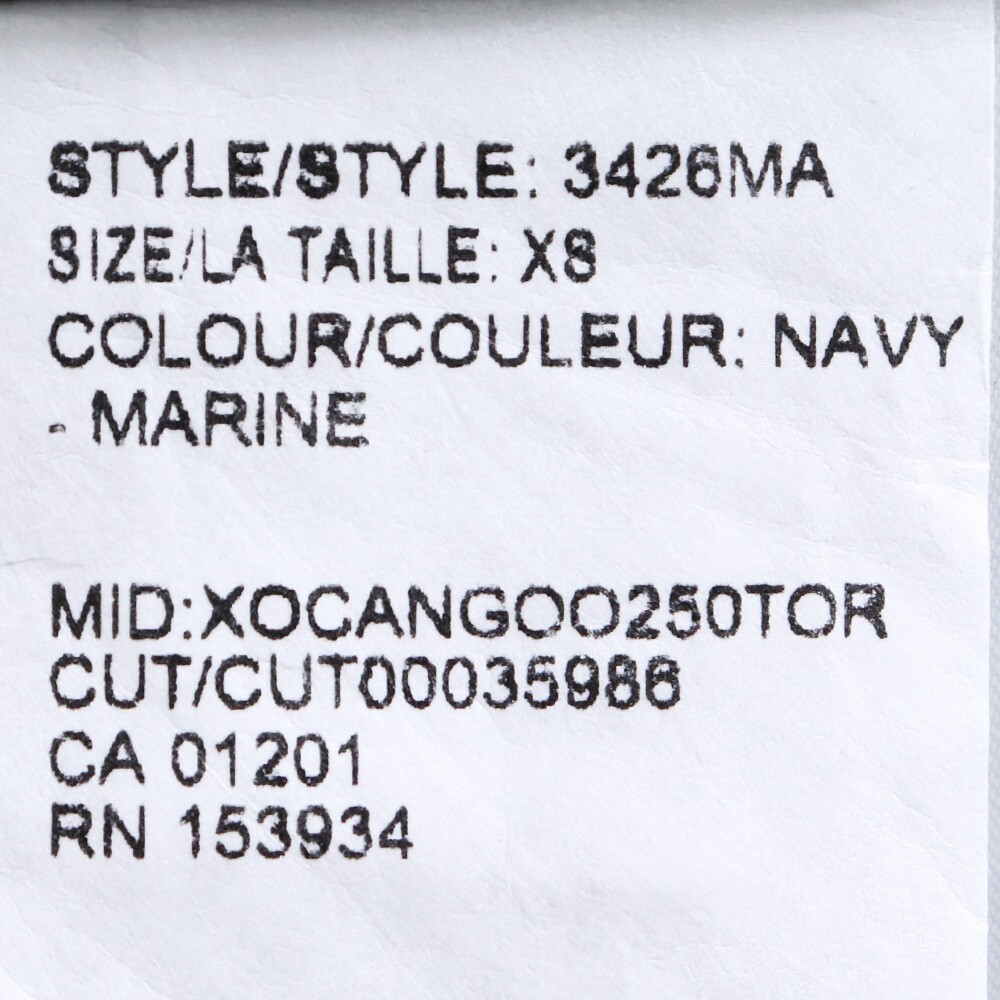 STYLE/STYLE: 3426MA
SIZE/LA TAILLE: XS
COLOUR/COULEUR: NAVY
- MARINE
MID:XOCANGOO250TOR
CUT/CUT00035986
CA 01201
RN 153934